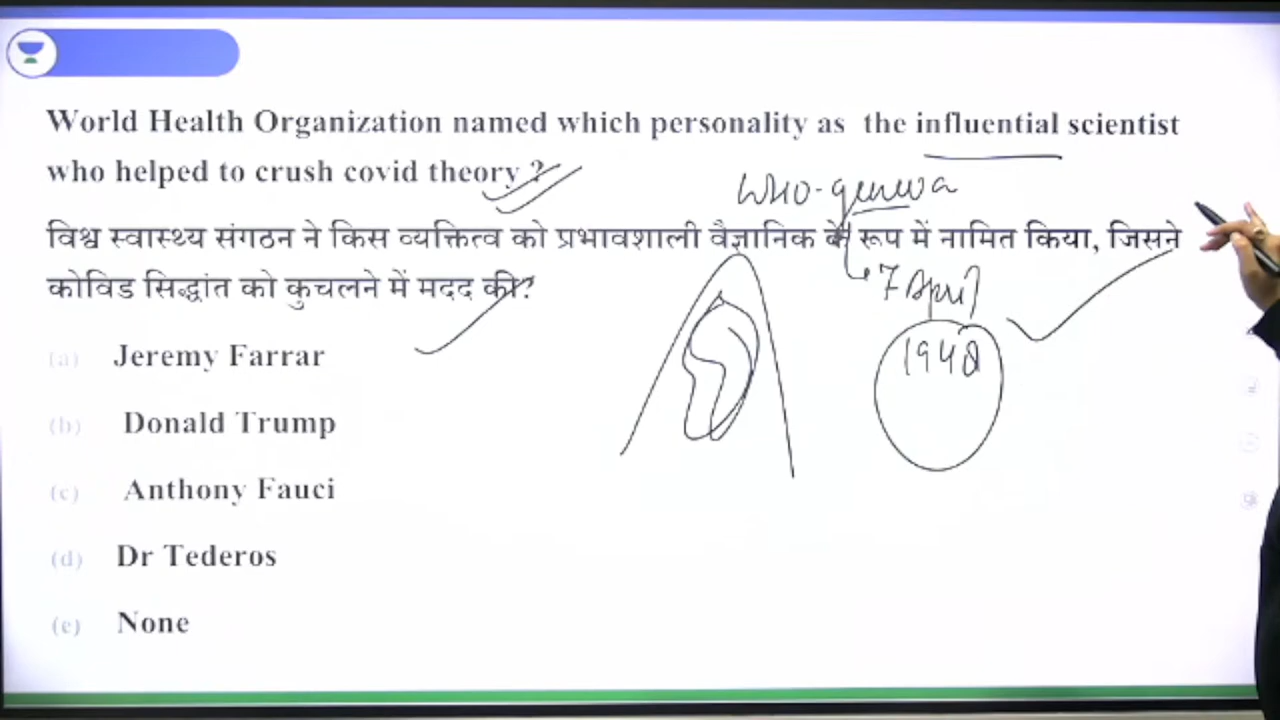 World Health Organization named which personality as the influential scientist
who helped to crush covid theory ?
WHO-geneva
विश्व स्वास्थ्य संगठन ने किस व्यक्तित्व को प्रभावशाली वैज्ञानिक के रूप में नामित किया, जिसने
कोविड सिद्धांत को कुचलने में मदद की?
7 April
1948
(a) Jeremy Farrar
(b) Donald Trump
(c) Anthony Fauci
(d) Dr Tederos
(e) None